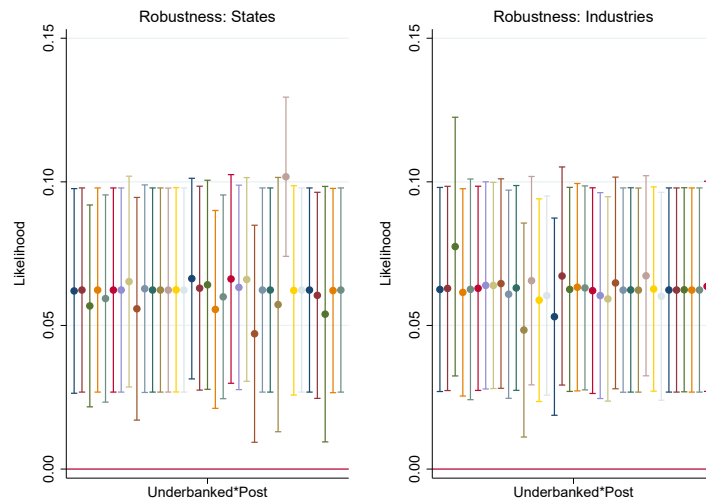 Robustness: States
0.15
0.10
0.05
0.00
Likelihood
Underbanked*Post
Robustness: Industries
0.15
0.10
0.05
0.00
Likelihood
Underbanked*Post